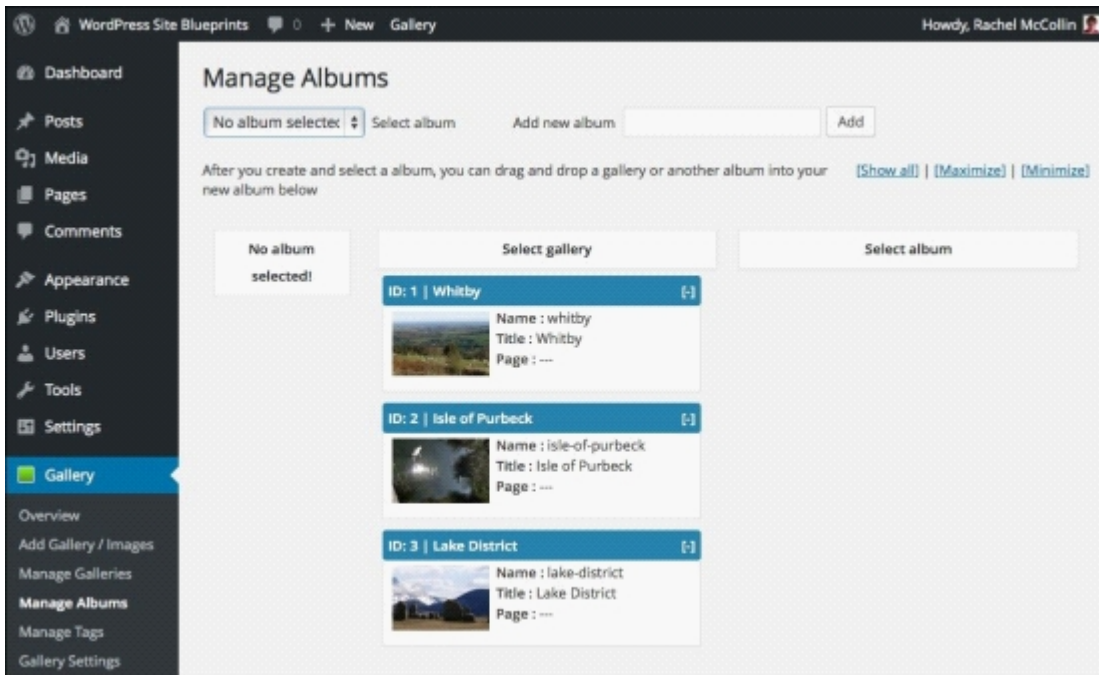 WordPress Site Blueprints 0 + New Gallery Howdy, Rachel McCollin
Dashboard
Posts
Media
Pages
Comments
Appearance
Plugins
Users
Tools
Settings
Gallery
Overview
Add Gallery / Images
Manage Galleries
Manage Albums
Manage Tags
Gallery Settings
Manage Albums
No album selected Select album Add new album Add
After you create and select a album, you can drag and drop a gallery or another album into your
new album below
[Show all] | [Maximize] | [Minimize]
No album
selected!
Select gallery
ID: 1 | Whitby [-]
Name : whitby
Title : Whitby
Page : ---
ID: 2 | Isle of Purbeck [-]
Name : isle-of-purbeck
Title : Isle of Purbeck
Page : ---
ID: 3 | Lake District [-]
Name : lake-district
Title : Lake District
Page : ---
Select album